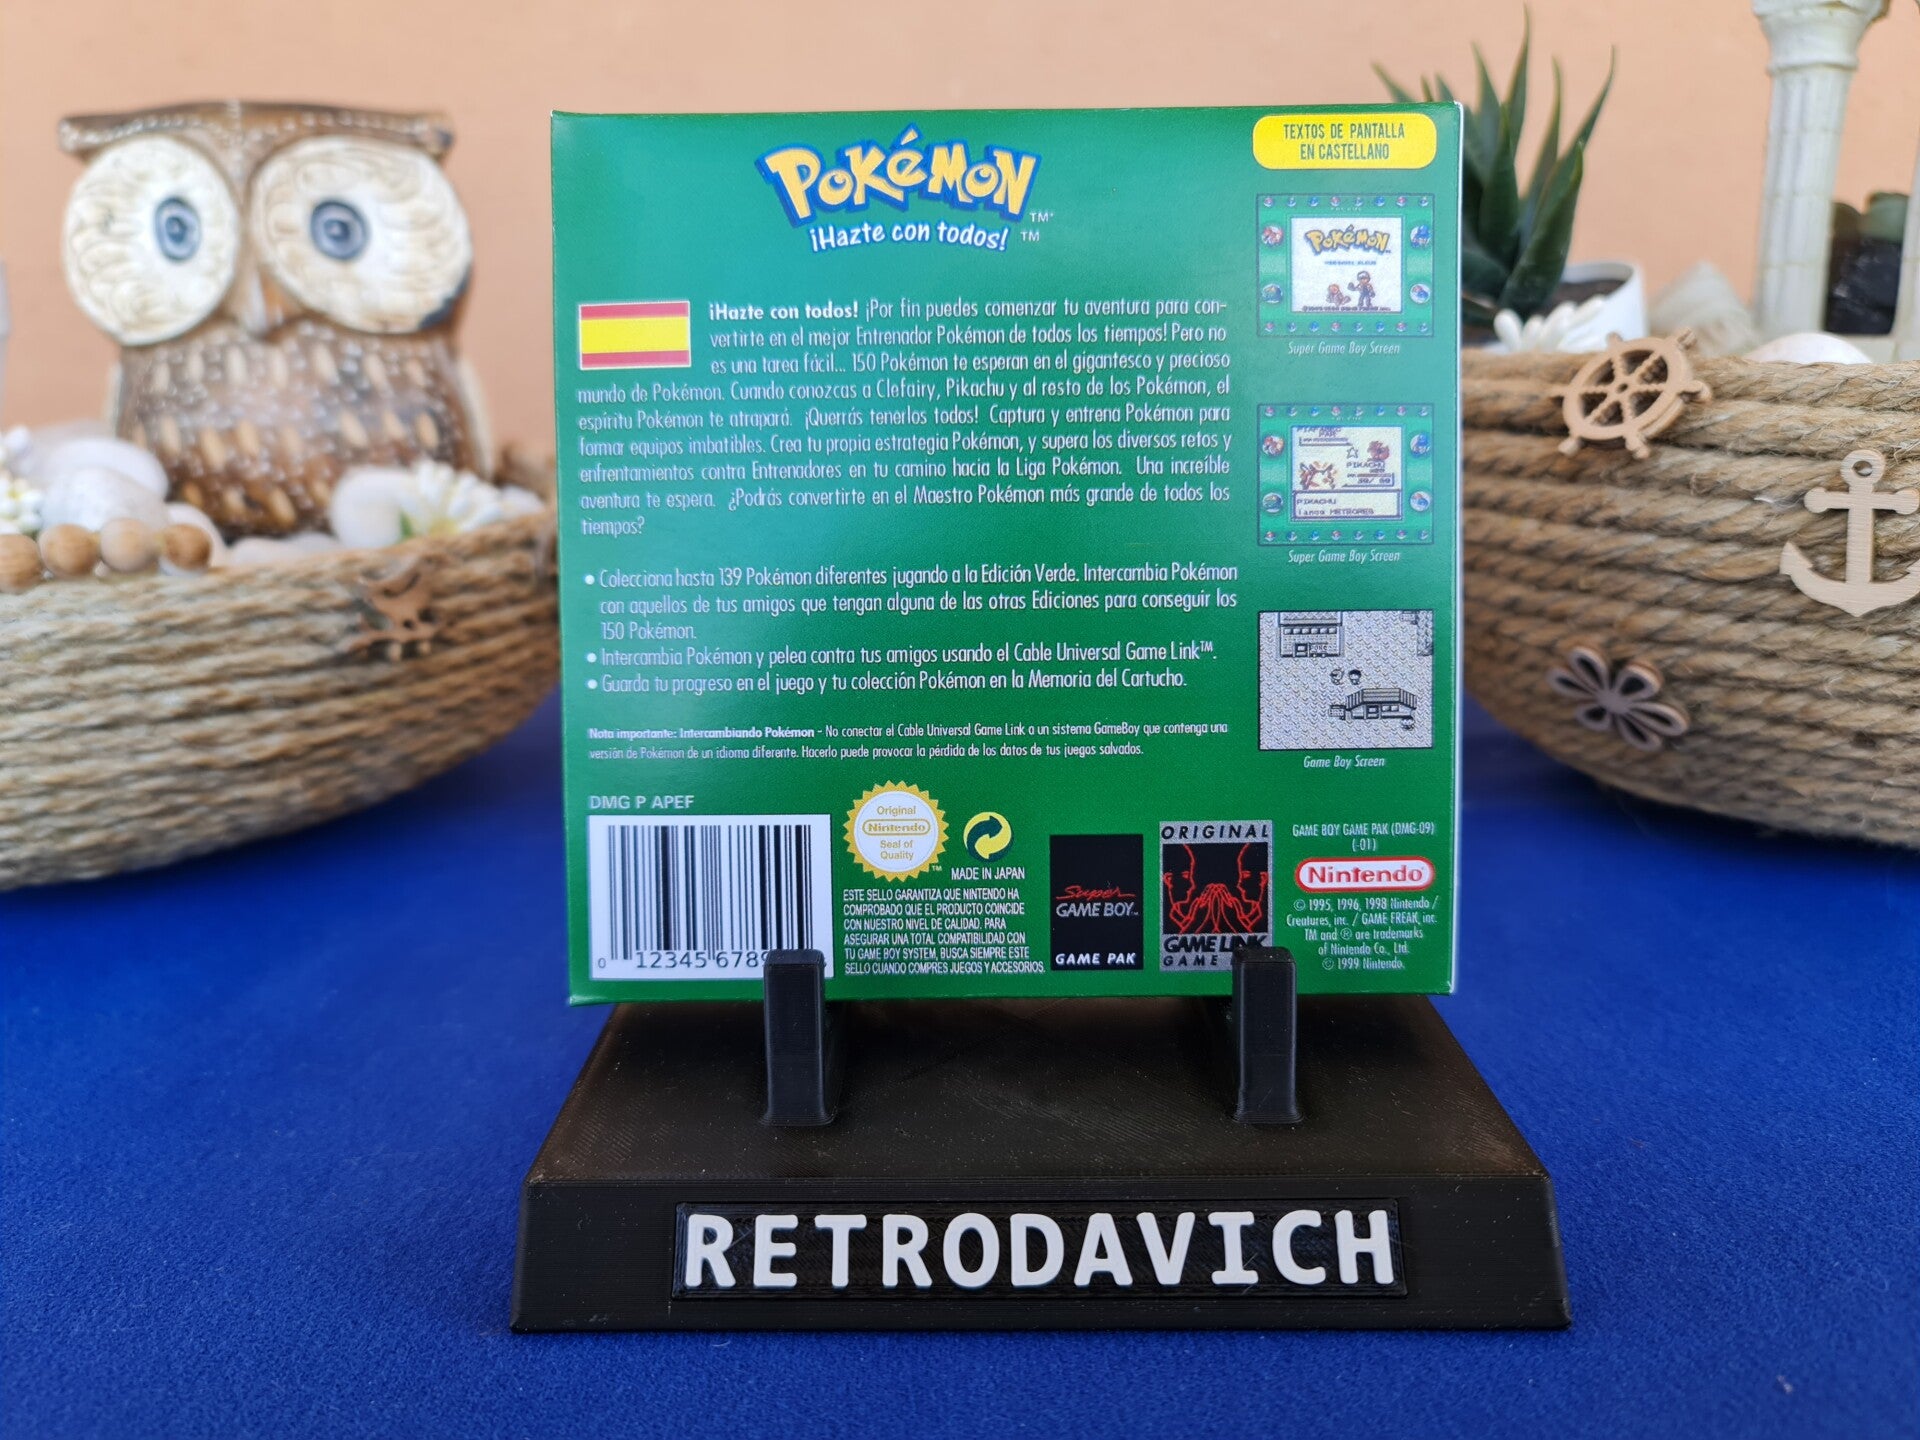 POKéMON
TM
¡Hazte con todos! TM
TEXTOS DE PANTALLA
EN CASTELLANO
¡Hazte con todos! ¡Por fin puedes comenzar tu aventura para con-
vertirte en el mejor Entrenador Pokémon de todos los tiempos! Pero no
es una tarea fácil... 150 Pokémon te esperan en el gigantesco y precioso
mundo de Pokémon. Cuando conozcas a Clefairy, Pikachu y al resto de los Pokémon, el
espíritu Pokémon te atrapará. ¡Querrás tenerlos todos! Captura y entrena Pokémon para
formar equipos imbatibles. Crea tu propia estrategia Pokémon, y supera los diversos retos y
enfrentamientos contra Entrenadores en tu camino hacia la Liga Pokémon. Una increíble
aventura te espera. ¿Podrás convertirte en el Maestro Pokémon más grande de todos los
tiempos?
• Colecciona hasta 139 Pokémon diferentes jugando a la Edición Verde. Intercambia Pokémon
con aquellos de tus amigos que tengan alguna de las otras Ediciones para conseguir los
150 Pokémon.
• Intercambia Pokémon y pelea contra tus amigos usando el Cable Universal Game Link™.
• Guarda tu progreso en el juego y tu colección Pokémon en la Memoria del Cartucho.
Nota importante: Intercambiando Pokémon - No conectar el Cable Universal Game Link a un sistema GameBoy que contenga una
versión de Pokémon de un idioma diferente. Hacerlo puede provocar la pérdida de los datos de tus juegos salvados.
POKéMON
Super Game Boy Screen
PIKACHU
PIKACHU
lanza METEOROS
Super Game Boy Screen
Game Boy Screen
DMG P APEF
0 12345 6789
Original
Nintendo
Seal of
Quality
TM
MADE IN JAPAN
ESTE SELLO GARANTIZA QUE NINTENDO HA
COMPROBADO QUE EL PRODUCTO COINCIDE
CON NUESTRO NIVEL DE CALIDAD. PARA
ASEGURAR UNA TOTAL COMPATIBILIDAD CON
TU GAME BOY SYSTEM, BUSCA SIEMPRE ESTE
SELLO CUANDO COMPRES JUEGOS Y ACCESORIOS.
Super
GAME BOY™
GAME PAK
ORIGINAL
GAME LINK
GAME
GAME BOY GAME PAK (DMG-09)
(-01)
Nintendo®
© 1995, 1996, 1998 Nintendo /
Creatures, inc. / GAME FREAK, inc.
TM and ® are trademarks
of Nintendo Co., Ltd.
© 1999 Nintendo.
RETRODAVICH